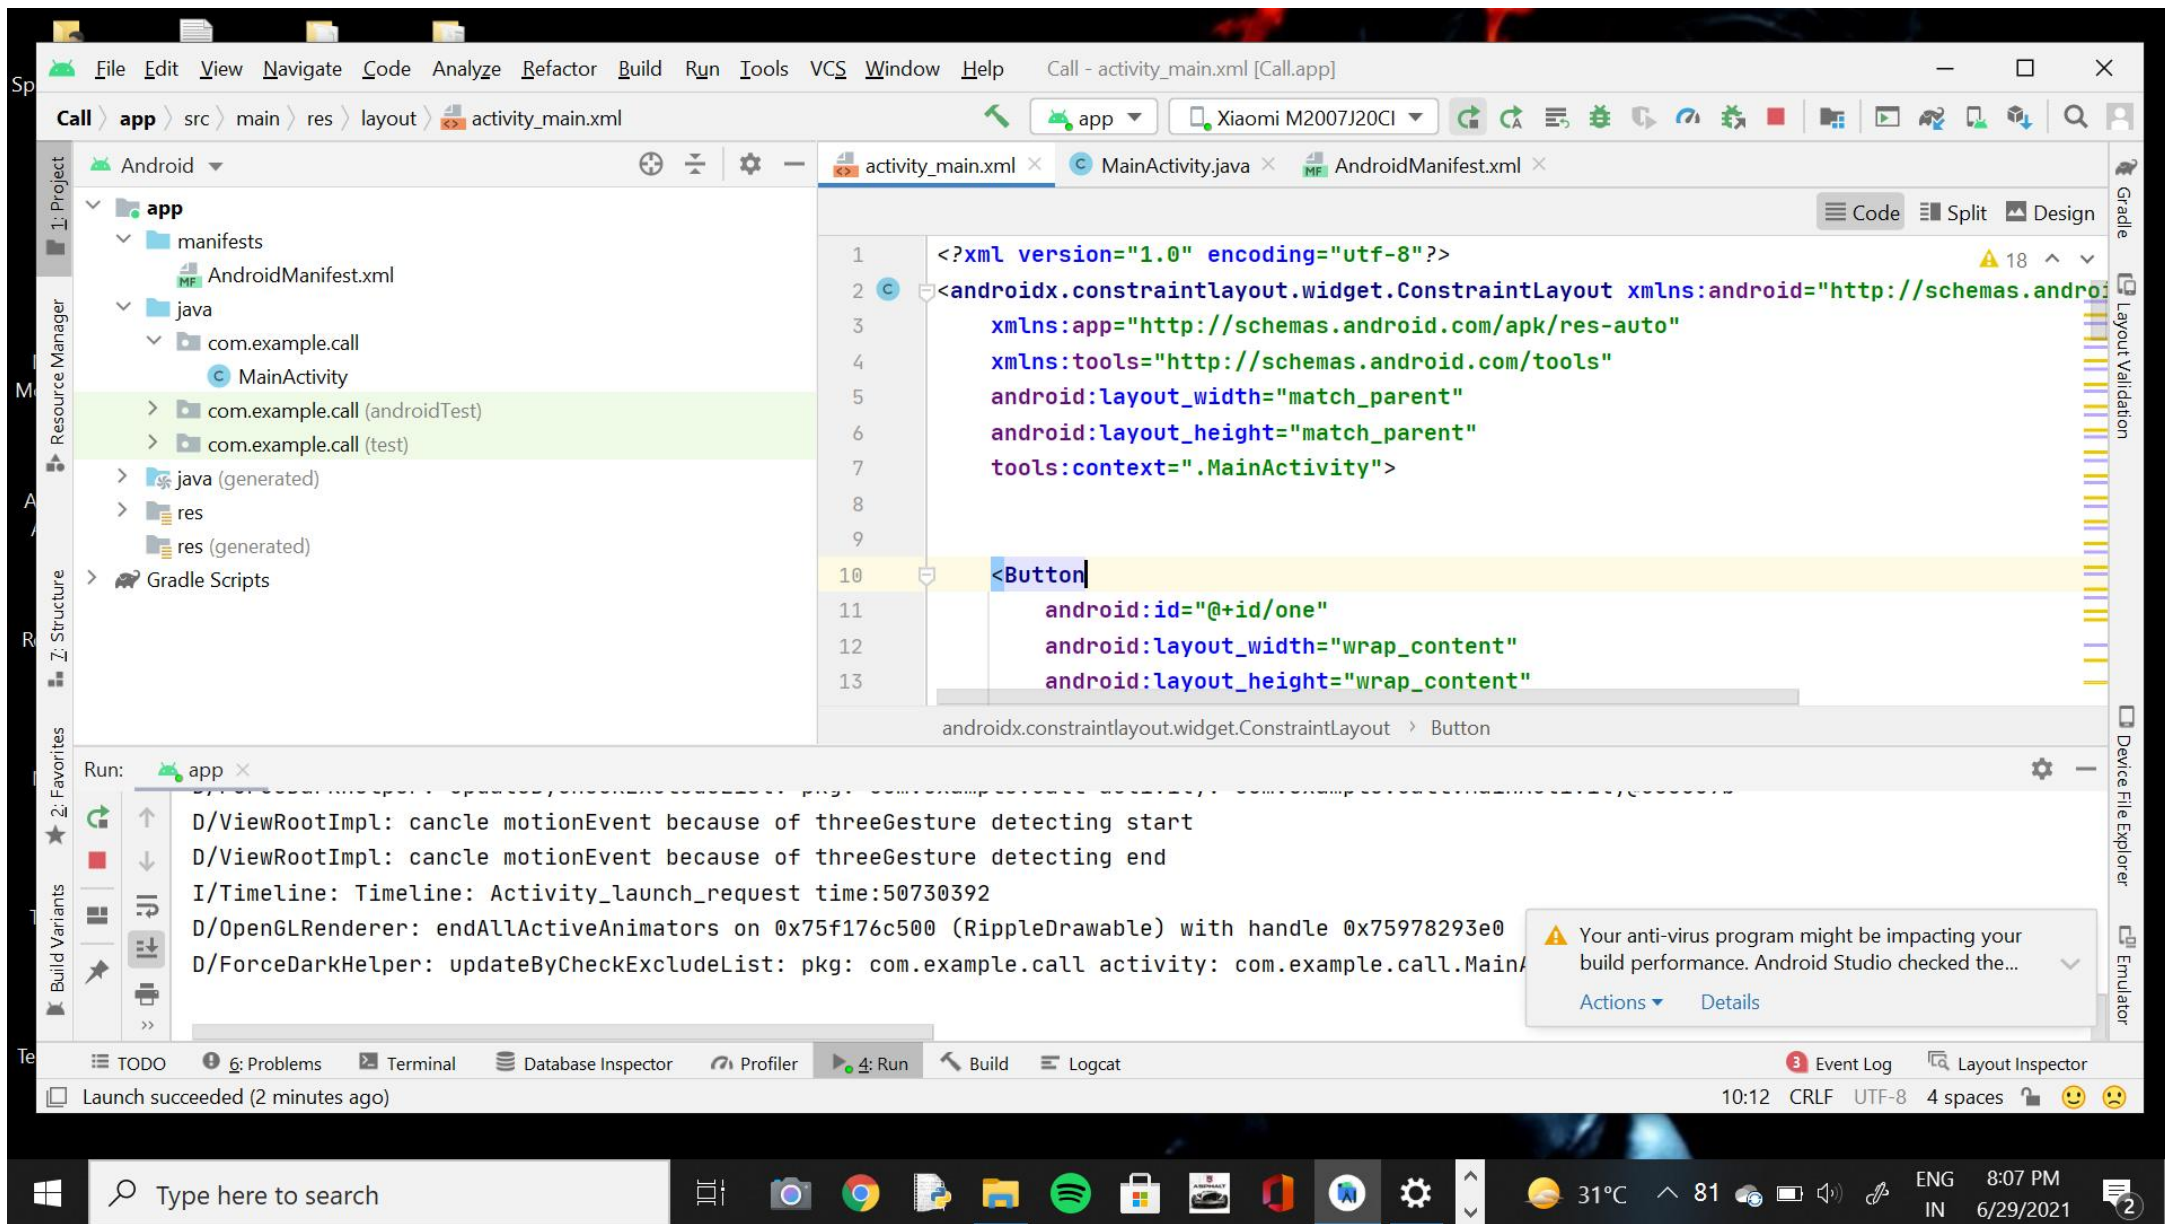 File Edit View Navigate Code Analyze Refactor Build Run Tools VCS Window Help Call - activity_main.xml [Call.app]
Call app src main res layout activity_main.xml app Xiaomi M2007J20CI
1: Project
Resource Manager
7: Structure
2: Favorites
Build Variants
Android
app
manifests
AndroidManifest.xml
java
com.example.call
MainActivity
com.example.call (androidTest)
com.example.call (test)
java (generated)
res
res (generated)
Gradle Scripts
activity_main.xml MainActivity.java AndroidManifest.xml
Code Split Design
18
1 <?xml version="1.0" encoding="utf-8"?>
2 <androidx.constraintlayout.widget.ConstraintLayout xmlns:android="http://schemas.androi
3 xmlns:app="http://schemas.android.com/apk/res-auto"
4 xmlns:tools="http://schemas.android.com/tools"
5 android:layout_width="match_parent"
6 android:layout_height="match_parent"
7 tools:context=".MainActivity">
8
9
10 <Button
11 android:id="@+id/one"
12 android:layout_width="wrap_content"
13 android:layout_height="wrap_content"
androidx.constraintlayout.widget.ConstraintLayout Button
Gradle
Layout Validation
Device File Explorer
Emulator
Run: app
D/ViewRootImpl: cancle motionEvent because of threeGesture detecting start
D/ViewRootImpl: cancle motionEvent because of threeGesture detecting end
I/Timeline: Timeline: Activity_launch_request time:50730392
D/OpenGLRenderer: endAllActiveAnimators on 0x75f176c500 (RippleDrawable) with handle 0x75978293e0
D/ForceDarkHelper: updateByCheckExcludeList: pkg: com.example.call activity: com.example.call.MainA
Your anti-virus program might be impacting your
build performance. Android Studio checked the...
Actions Details
TODO 6: Problems Terminal Database Inspector Profiler 4: Run Build Logcat 3 Event Log Layout Inspector
Launch succeeded (2 minutes ago) 10:12 CRLF UTF-8 4 spaces
Type here to search 31°C 81 ENG 8:07 PM
IN 6/29/2021 2